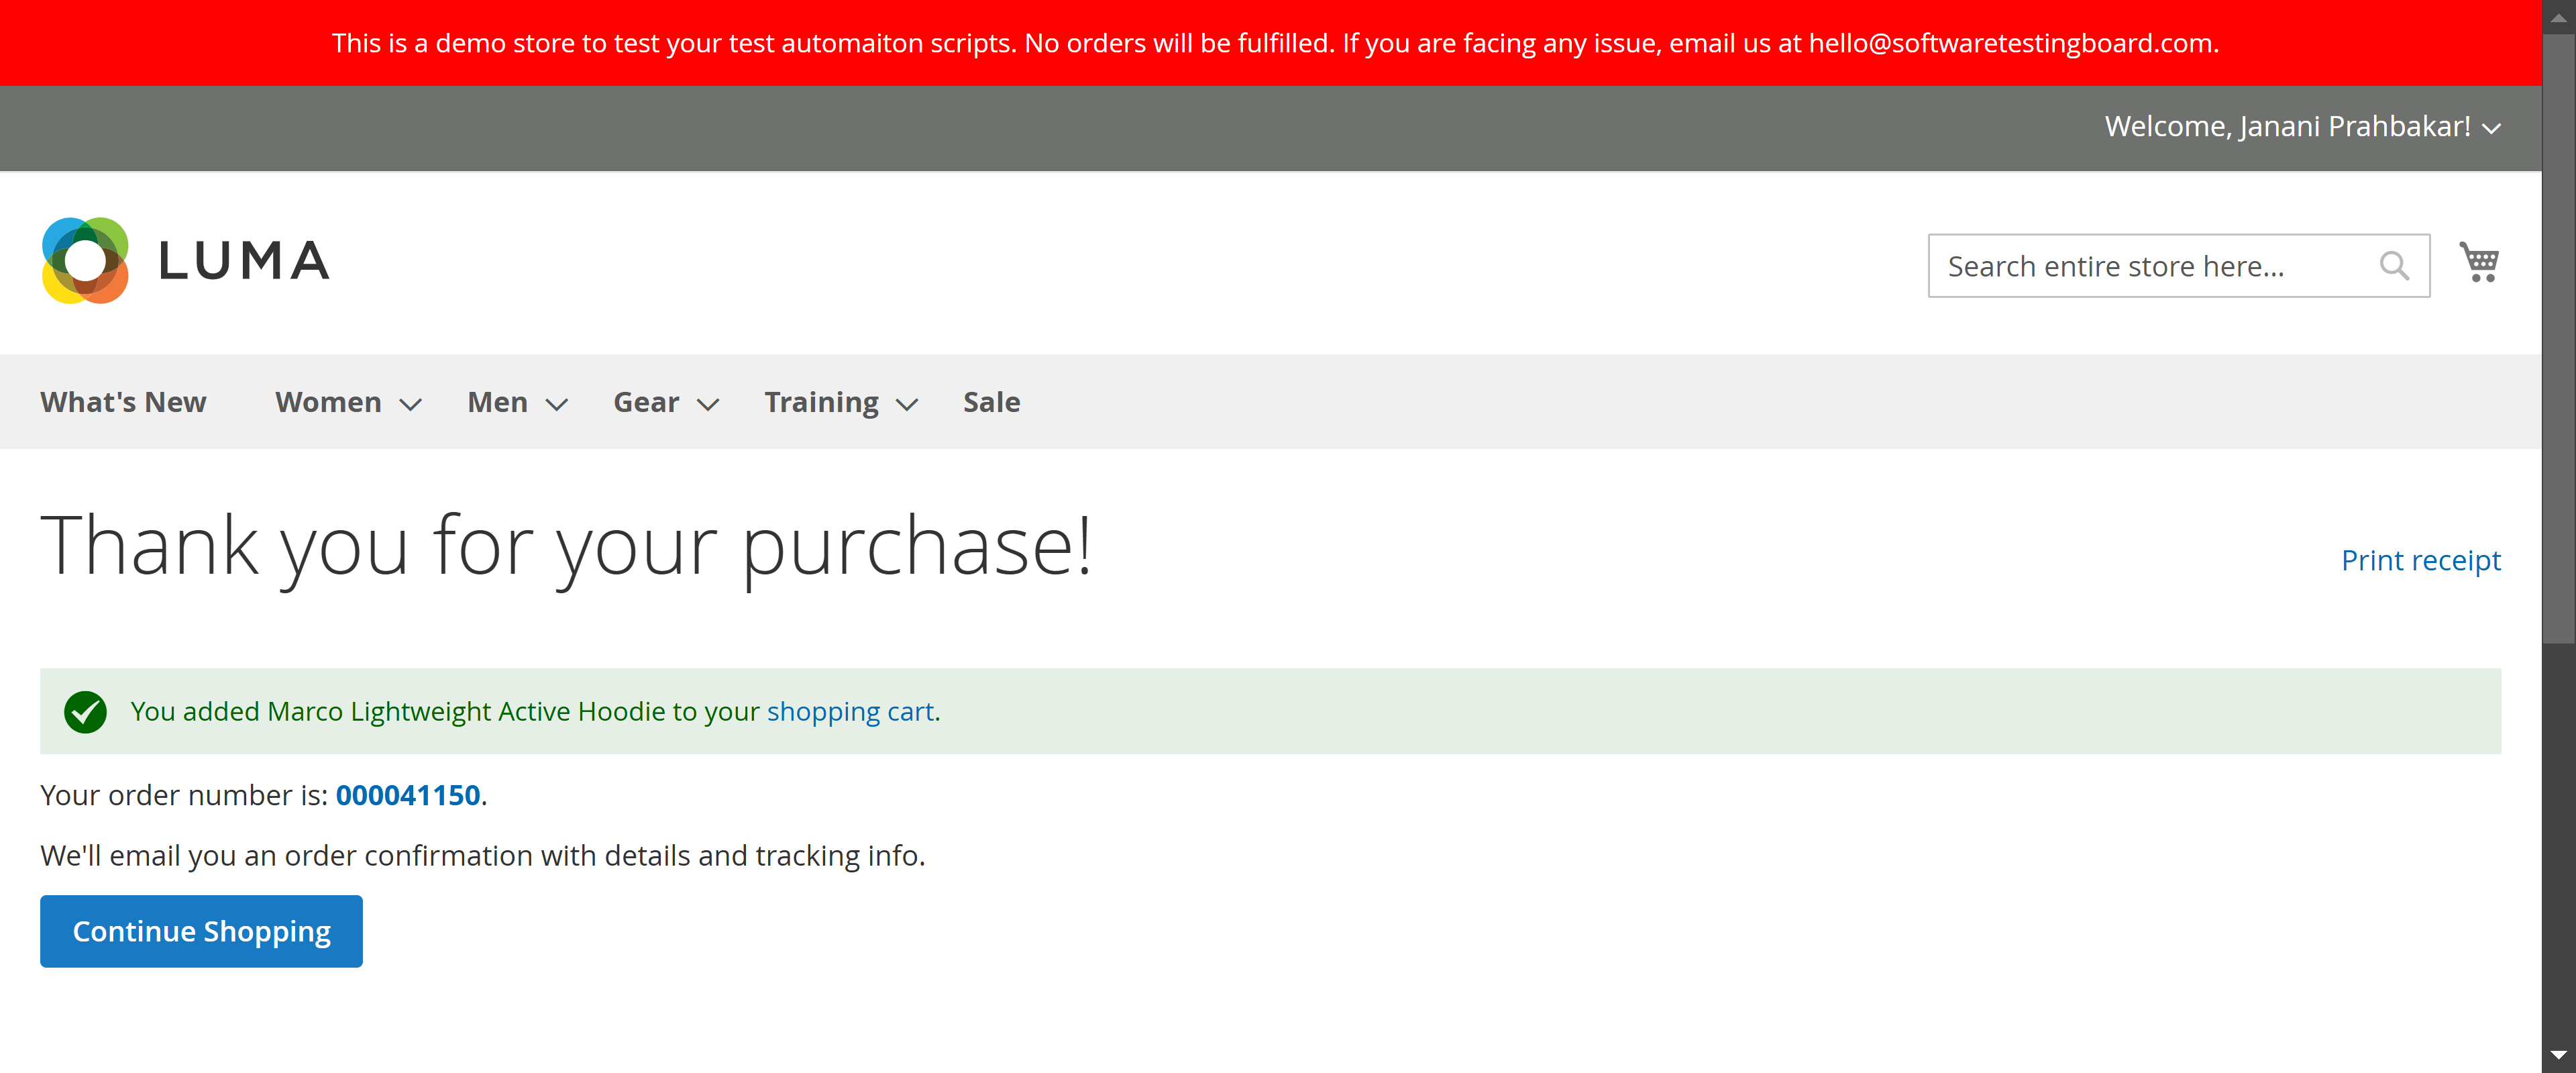 This is a demo store to test your test automaiton scripts. No orders will be fulfilled. If you are facing any issue, email us at hello@softwaretestingboard.com.
Welcome, Janani Prahbakar!
LUMA
Search entire store here...
What's New Women Men Gear Training Sale
Thank you for your purchase!
Print receipt
You added Marco Lightweight Active Hoodie to your shopping cart.
Your order number is: 000041150.
We'll email you an order confirmation with details and tracking info.
Continue Shopping